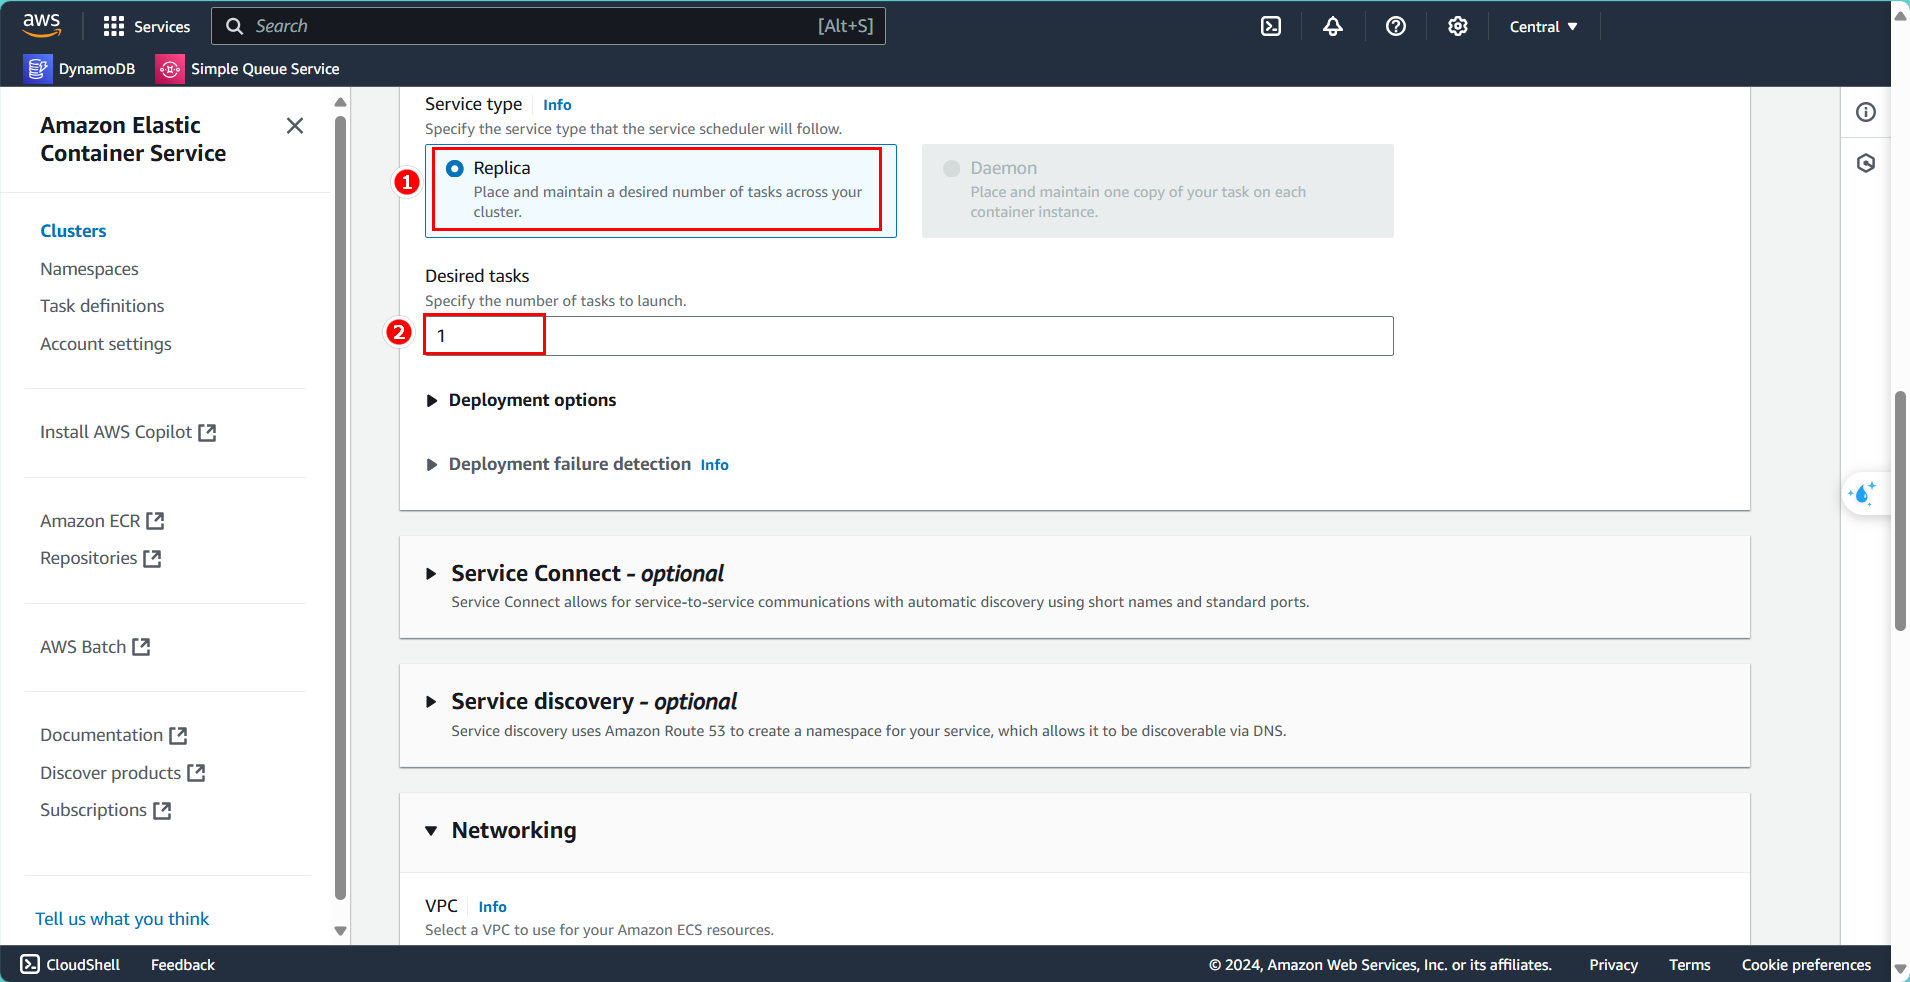 aws
Services
Search
[Alt+S]
Central
DynamoDB
Simple Queue Service
Amazon Elastic
Container Service
Clusters
Namespaces
Task definitions
Account settings
Install AWS Copilot
Amazon ECR
Repositories
AWS Batch
Documentation
Discover products
Subscriptions
Tell us what you think
Service type Info
Specify the service type that the service scheduler will follow.
1
Replica
Place and maintain a desired number of tasks across your
cluster.
Daemon
Place and maintain one copy of your task on each
container instance.
Desired tasks
Specify the number of tasks to launch.
2
1
Deployment options
Deployment failure detection Info
Service Connect - optional
Service Connect allows for service-to-service communications with automatic discovery using short names and standard ports.
Service discovery - optional
Service discovery uses Amazon Route 53 to create a namespace for your service, which allows it to be discoverable via DNS.
Networking
VPC Info
Select a VPC to use for your Amazon ECS resources.
CloudShell
Feedback
© 2024, Amazon Web Services, Inc. or its affiliates.
Privacy
Terms
Cookie preferences